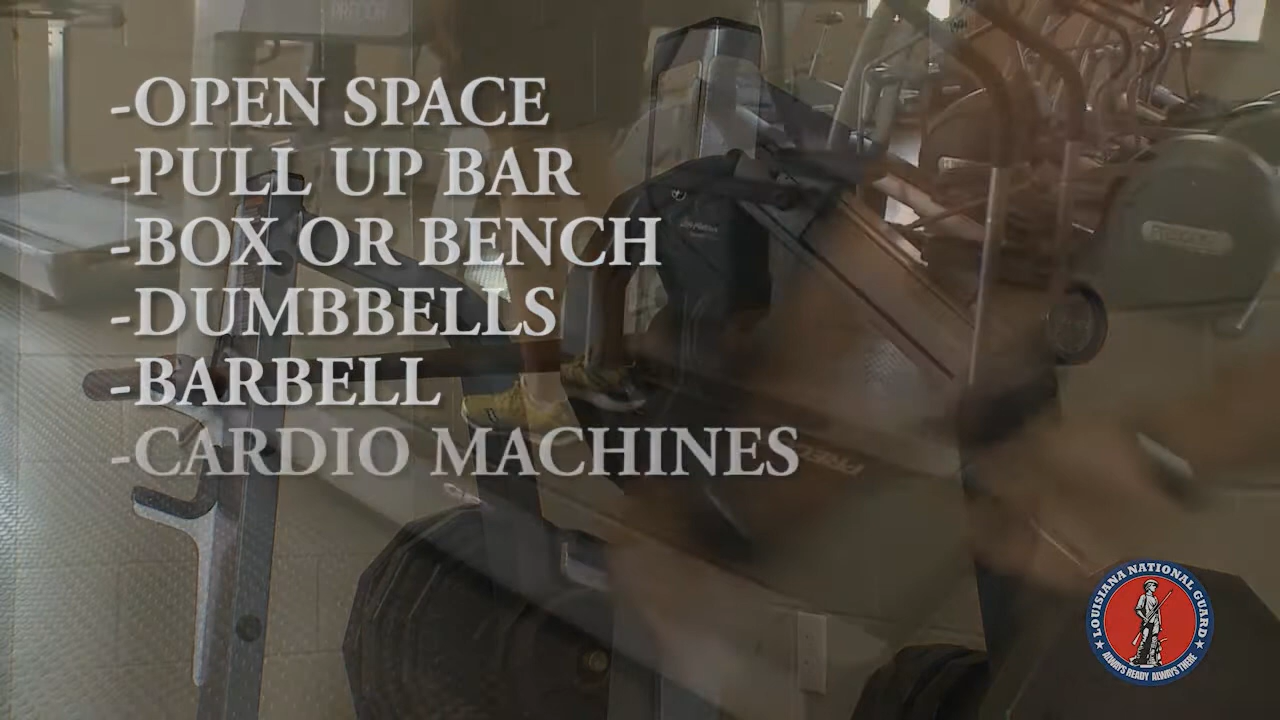 -OPEN SPACE
-PULL UP BAR
-BOX OR BENCH
-DUMBBELLS
-BARBELL
-CARDIO MACHINES
LOUISIANA NATIONAL GUARD
ALWAYS READY ALWAYS THERE